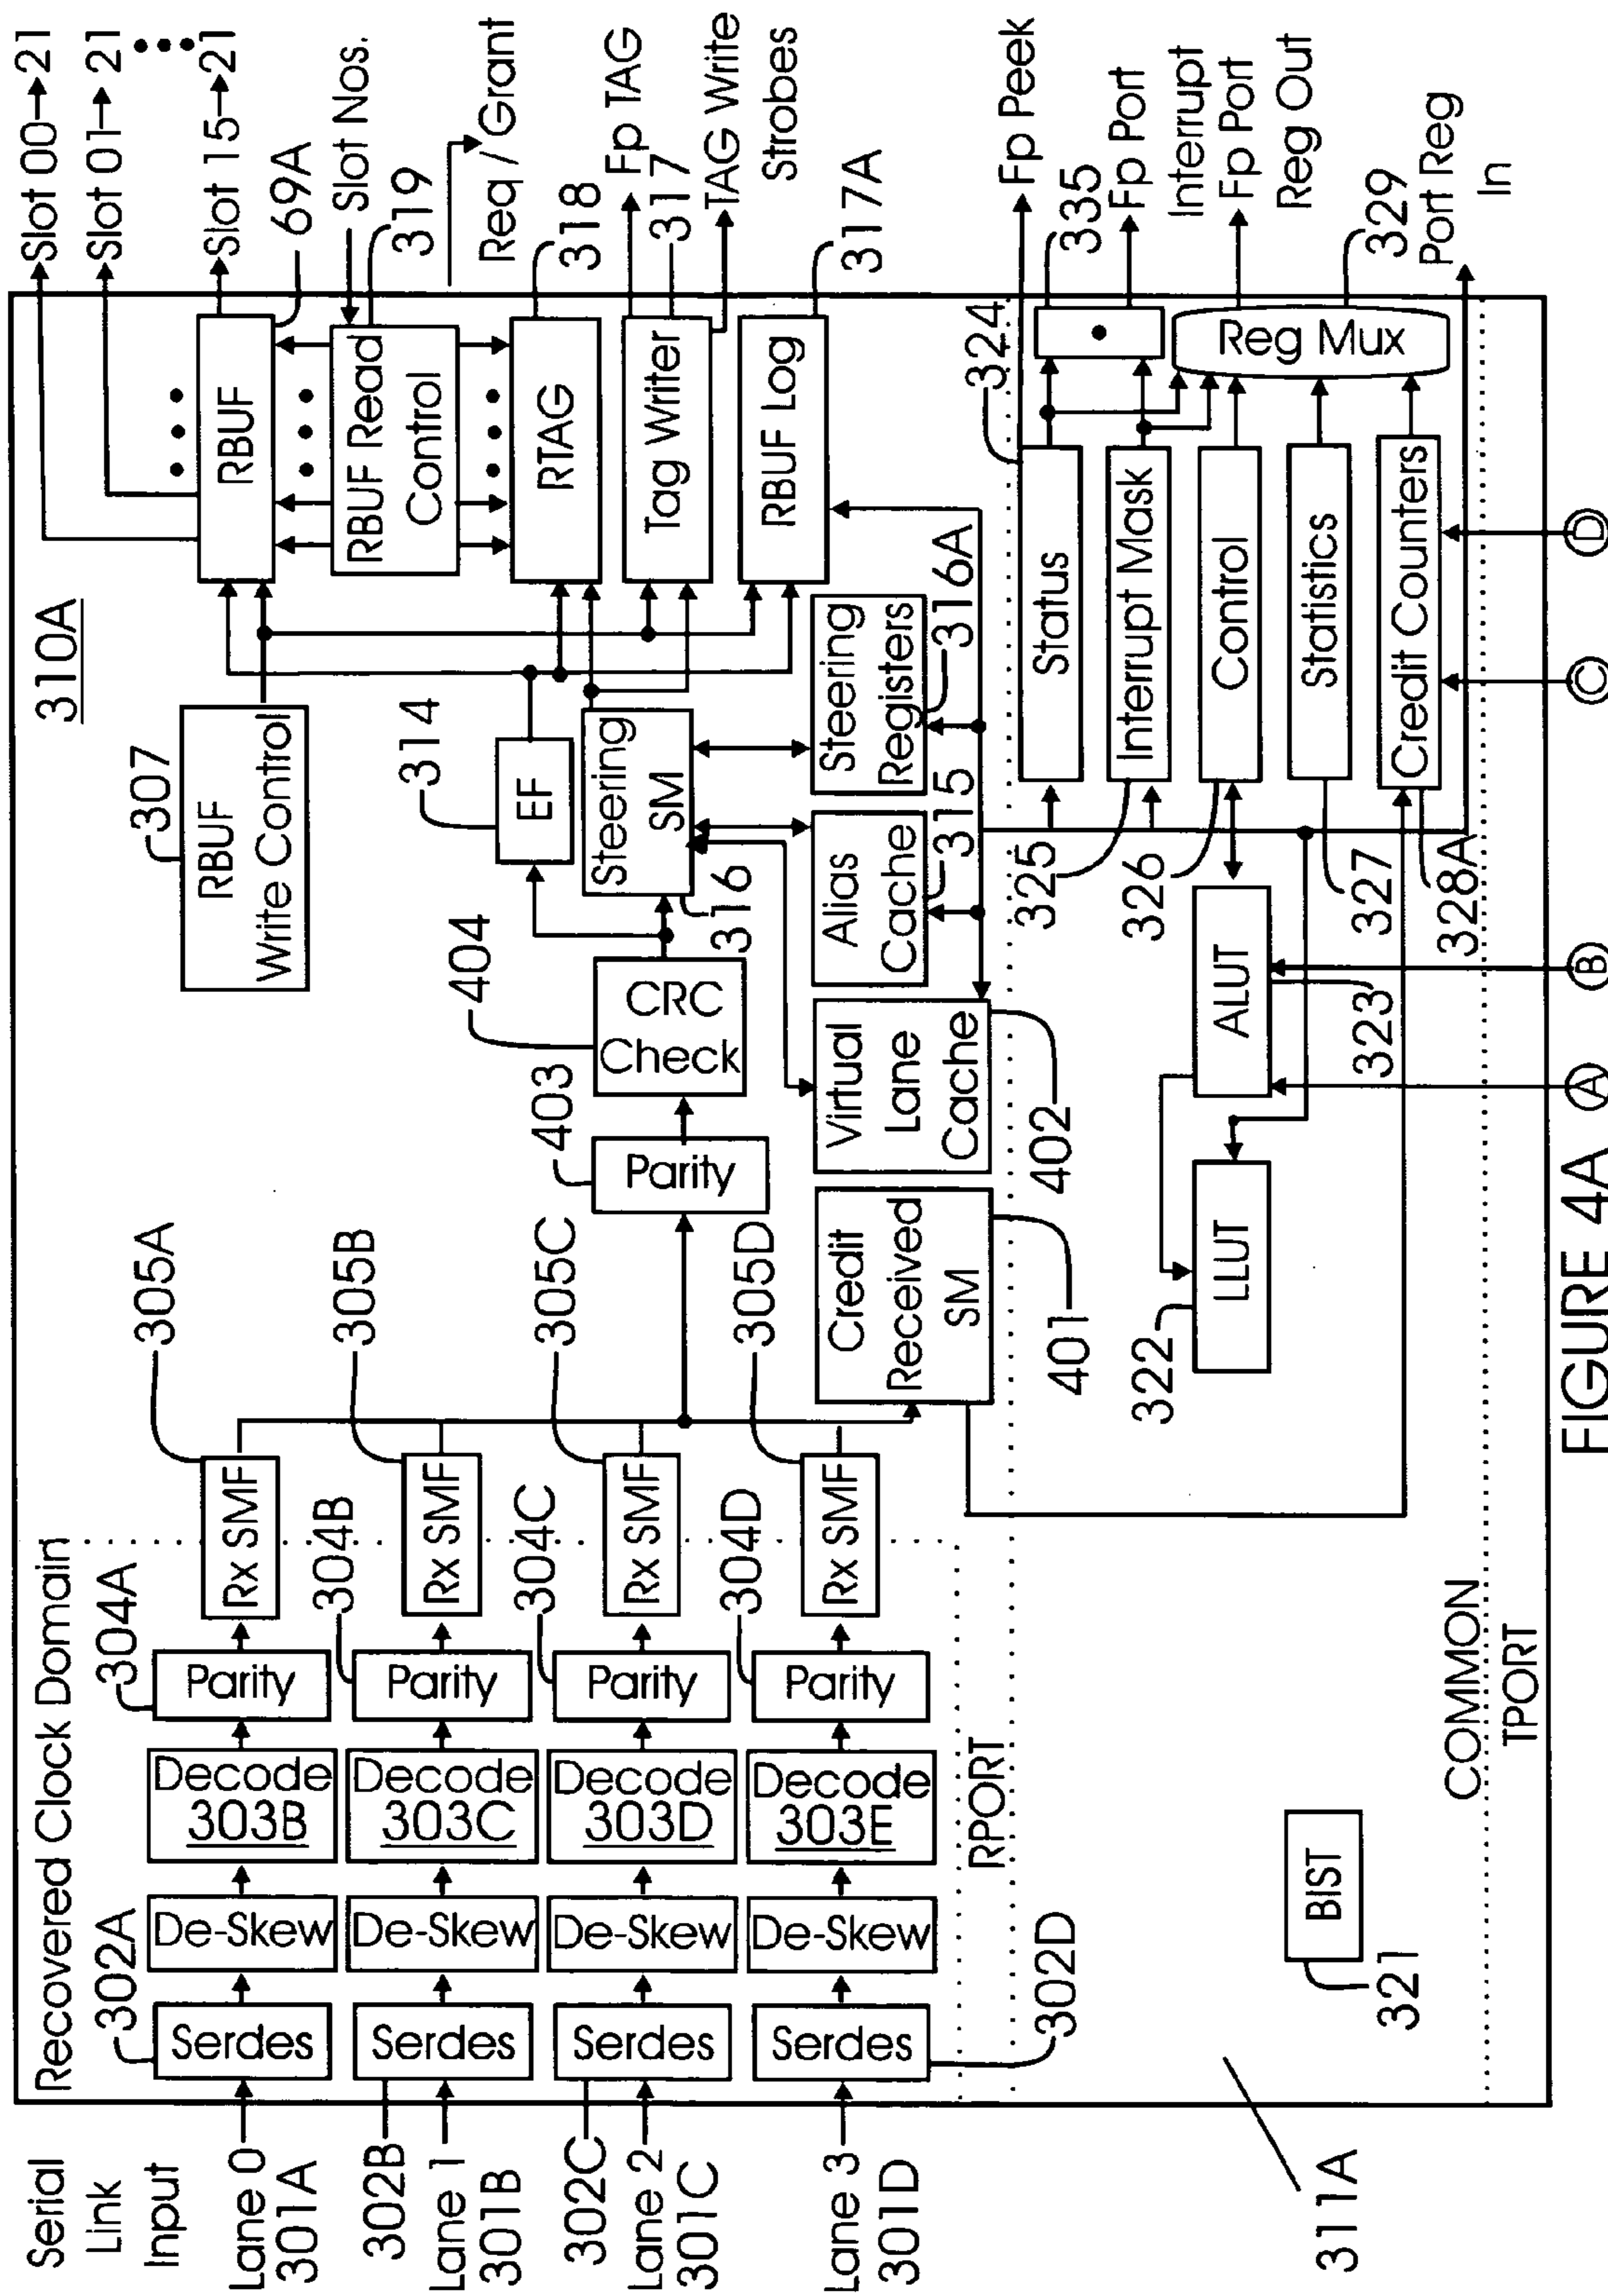 Serial
Link
Input
Lane 0
301A
302B
Lane 1
301B
302C
Lane 2
301C
Lane 3
301D
311A
Recovered Clock Domain
302A
Serdes
De-Skew
Decode
303B
304A
Parity
Rx SMF
305A
Serdes
De-Skew
Decode
303C
304B
Parity
Rx SMF
305B
Serdes
De-Skew
Decode
303D
304C
Parity
Rx SMF
305C
302D
Serdes
De-Skew
Decode
303E
304D
Parity
Rx SMF
305D
RPORT
403
Parity
404
CRC
Check
Credit
Received
SM
401
Virtual
Lane
Cache
402
Alias
Cache
315
Steering
Registers
316A
Steering
SM
316
EF
314
307
RBUF
Write Control
310A
RBUF
69A
RBUF Read
Control
319
RTAG
318
Tag Writer
317
RBUF Log
317A
Slot 00→21
Slot 01→21
Slot 15→21
Slot Nos.
Req / Grant
Fp TAG
TAG Write
Strobes
Fp Peek
335
Fp Port
Interrupt
Fp Port
Reg Out
329
Port Reg
In
324
Status
325
Interrupt Mask
326
Control
327
Statistics
328A
Credit Counters
Reg Mux
322
LLUT
ALUT
323
BIST
321
COMMON
TPORT
A
B
C
D
FIGURE 4A